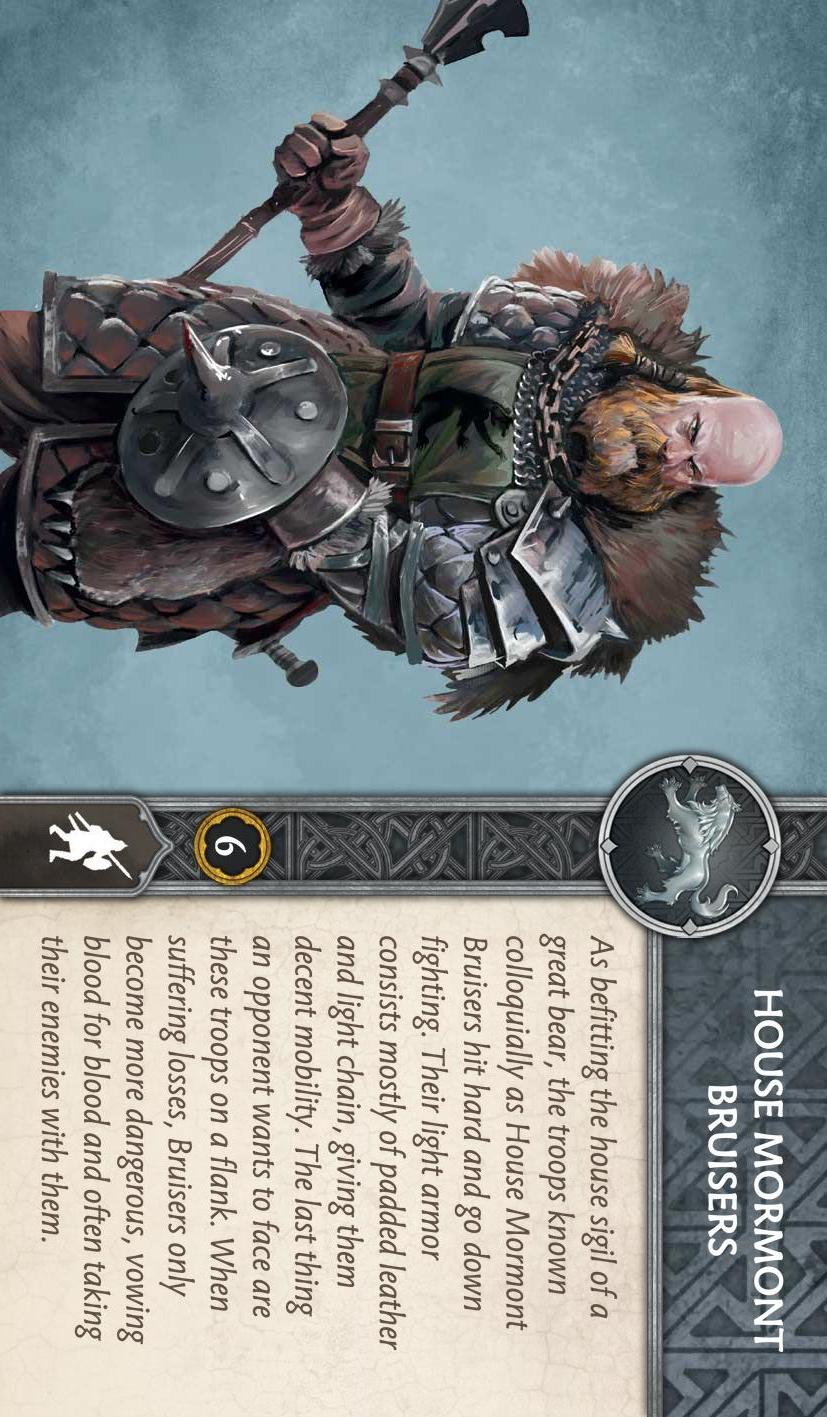 HOUSE MORMONT
BRUISERS
As befitting the house sigil of a
great bear, the troops known
colloquially as House Mormont
Bruisers hit hard and go down
fighting. Their light armor
consists mostly of padded leather
and light chain, giving them
decent mobility. The last thing
an opponent wants to face are
these troops on a flank. When
suffering losses, Bruisers only
become more dangerous, vowing
blood for blood and often taking
their enemies with them.
6